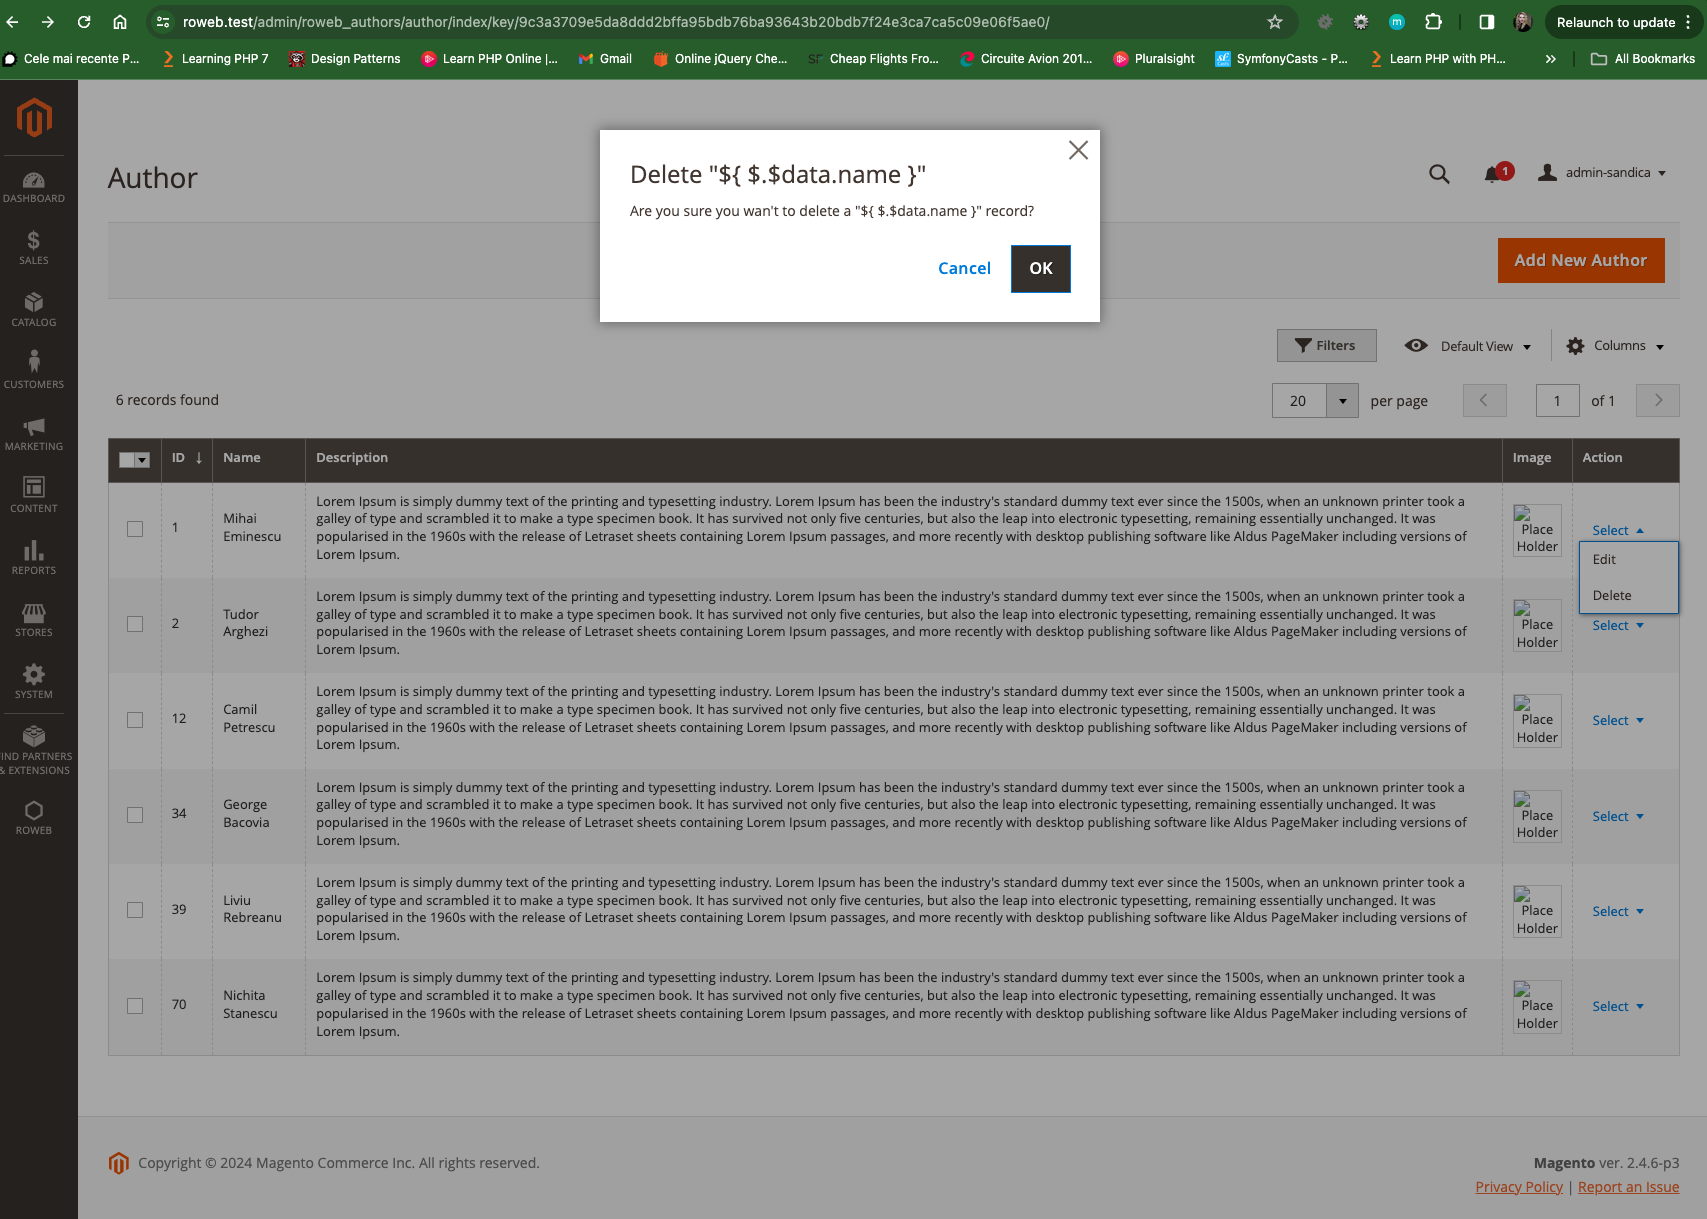 roweb.test/admin/roweb_authors/author/index/key/9c3a3709e5da8ddd2bffa95bdb76ba93643b20bdb7f24e3ca7ca5c09e06f5ae0/
m
Relaunch to update
Cele mai recente P...
Learning PHP 7
Design Patterns
Learn PHP Online |...
Gmail
Online jQuery Che...
SF
Cheap Flights Fro...
Circuite Avion 201...
Pluralsight
SymfonyCasts - P...
Learn PHP with PH...
»
All Bookmarks
DASHBOARD
$
SALES
CATALOG
CUSTOMERS
MARKETING
CONTENT
REPORTS
STORES
SYSTEM
IND PARTNERS
& EXTENSIONS
ROWEB
Author
1
admin-sandica
Delete "${ $.$data.name }"
Are you sure you wan't to delete a "${ $.$data.name }" record?
Cancel
OK
Add New Author
Filters
Default View
Columns
6 records found
20
per page
1
of 1
ID ↓
Name
Description
Image
Action
1
Mihai
Eminescu
Lorem Ipsum is simply dummy text of the printing and typesetting industry. Lorem Ipsum has been the industry's standard dummy text ever since the 1500s, when an unknown printer took a
galley of type and scrambled it to make a type specimen book. It has survived not only five centuries, but also the leap into electronic typesetting, remaining essentially unchanged. It was
popularised in the 1960s with the release of Letraset sheets containing Lorem Ipsum passages, and more recently with desktop publishing software like Aldus PageMaker including versions of
Lorem Ipsum.
Place
Holder
Select
Edit
Delete
2
Tudor
Arghezi
Lorem Ipsum is simply dummy text of the printing and typesetting industry. Lorem Ipsum has been the industry's standard dummy text ever since the 1500s, when an unknown printer took a
galley of type and scrambled it to make a type specimen book. It has survived not only five centuries, but also the leap into electronic typesetting, remaining essentially unchanged. It was
popularised in the 1960s with the release of Letraset sheets containing Lorem Ipsum passages, and more recently with desktop publishing software like Aldus PageMaker including versions of
Lorem Ipsum.
Place
Holder
Select
12
Camil
Petrescu
Lorem Ipsum is simply dummy text of the printing and typesetting industry. Lorem Ipsum has been the industry's standard dummy text ever since the 1500s, when an unknown printer took a
galley of type and scrambled it to make a type specimen book. It has survived not only five centuries, but also the leap into electronic typesetting, remaining essentially unchanged. It was
popularised in the 1960s with the release of Letraset sheets containing Lorem Ipsum passages, and more recently with desktop publishing software like Aldus PageMaker including versions of
Lorem Ipsum.
Place
Holder
Select
34
George
Bacovia
Lorem Ipsum is simply dummy text of the printing and typesetting industry. Lorem Ipsum has been the industry's standard dummy text ever since the 1500s, when an unknown printer took a
galley of type and scrambled it to make a type specimen book. It has survived not only five centuries, but also the leap into electronic typesetting, remaining essentially unchanged. It was
popularised in the 1960s with the release of Letraset sheets containing Lorem Ipsum passages, and more recently with desktop publishing software like Aldus PageMaker including versions of
Lorem Ipsum.
Place
Holder
Select
39
Liviu
Rebreanu
Lorem Ipsum is simply dummy text of the printing and typesetting industry. Lorem Ipsum has been the industry's standard dummy text ever since the 1500s, when an unknown printer took a
galley of type and scrambled it to make a type specimen book. It has survived not only five centuries, but also the leap into electronic typesetting, remaining essentially unchanged. It was
popularised in the 1960s with the release of Letraset sheets containing Lorem Ipsum passages, and more recently with desktop publishing software like Aldus PageMaker including versions of
Lorem Ipsum.
Place
Holder
Select
70
Nichita
Stanescu
Lorem Ipsum is simply dummy text of the printing and typesetting industry. Lorem Ipsum has been the industry's standard dummy text ever since the 1500s, when an unknown printer took a
galley of type and scrambled it to make a type specimen book. It has survived not only five centuries, but also the leap into electronic typesetting, remaining essentially unchanged. It was
popularised in the 1960s with the release of Letraset sheets containing Lorem Ipsum passages, and more recently with desktop publishing software like Aldus PageMaker including versions of
Lorem Ipsum.
Place
Holder
Select
Copyright © 2024 Magento Commerce Inc. All rights reserved.
Magento ver. 2.4.6-p3
Privacy Policy | Report an Issue